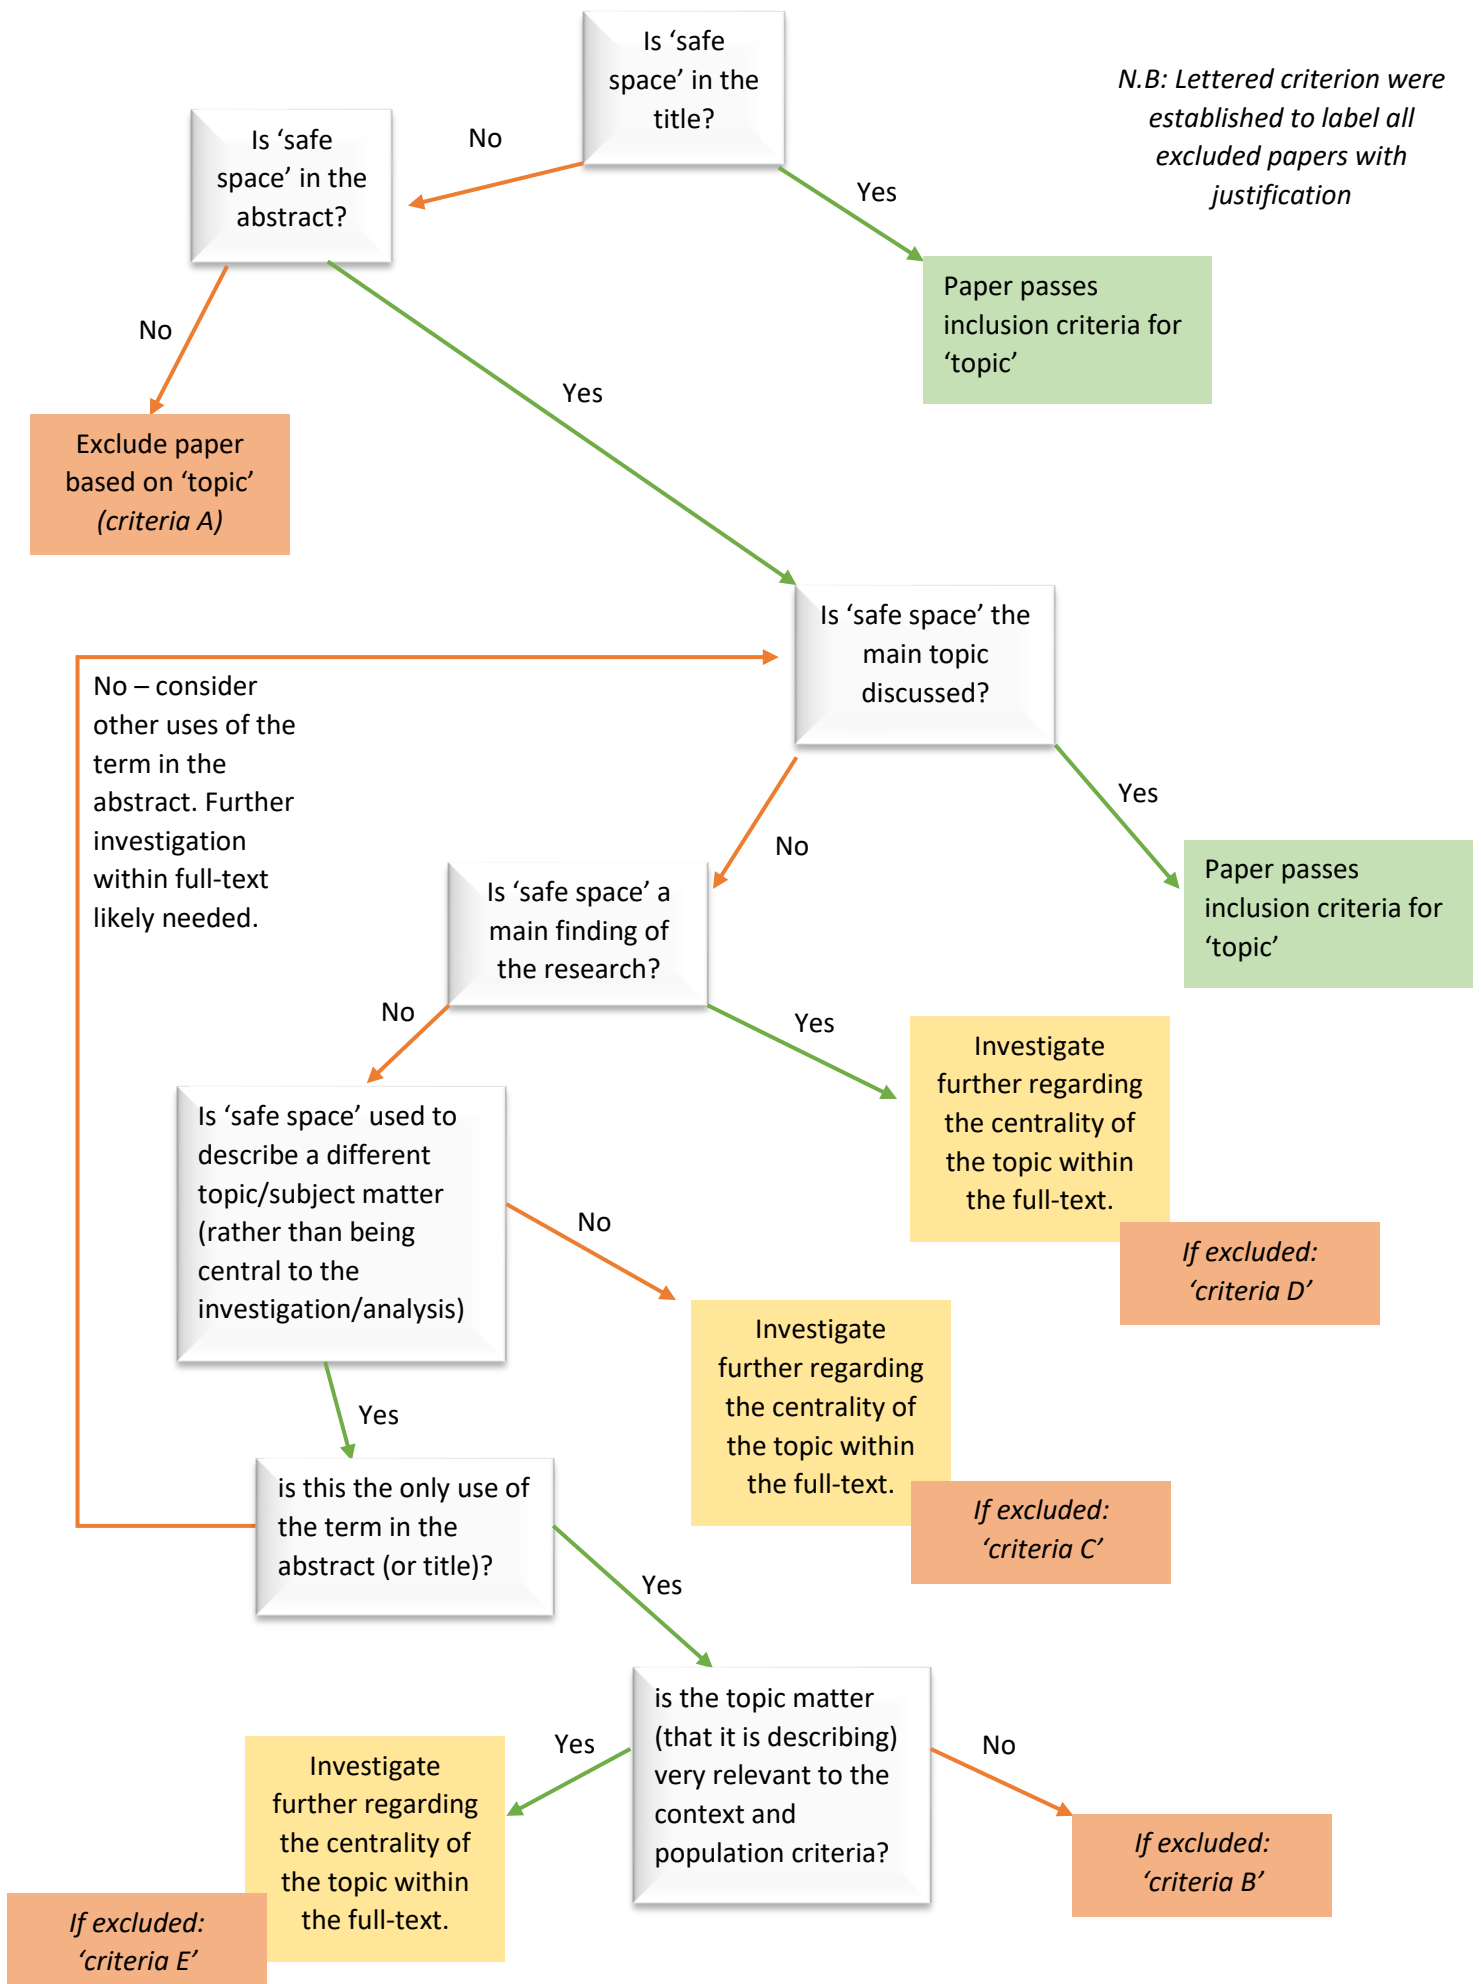 Is ‘safe
space’ in the
title?
N.B: Lettered criterion were
established to label all
excluded papers with
justification
No
Yes
Is ‘safe
space’ in the
abstract?
Paper passes
inclusion criteria for
‘topic’
No
Yes
Exclude paper
based on ‘topic’
(criteria A)
Is ‘safe space’ the
main topic
discussed?
No – consider
other uses of the
term in the
abstract. Further
investigation
within full-text
likely needed.
Yes
No
Paper passes
inclusion criteria for
‘topic’
Is ‘safe space’ a
main finding of
the research?
No
Yes
Investigate
further regarding
the centrality of
the topic within
the full-text.
If excluded:
‘criteria D’
Is ‘safe space’ used to
describe a different
topic/subject matter
(rather than being
central to the
investigation/analysis)
No
Investigate
further regarding
the centrality of
the topic within
the full-text.
If excluded:
‘criteria C’
Yes
is this the only use of
the term in the
abstract (or title)?
Yes
is the topic matter
(that it is describing)
very relevant to the
context and
population criteria?
Yes
No
Investigate
further regarding
the centrality of
the topic within
the full-text.
If excluded:
‘criteria E’
If excluded:
‘criteria B’